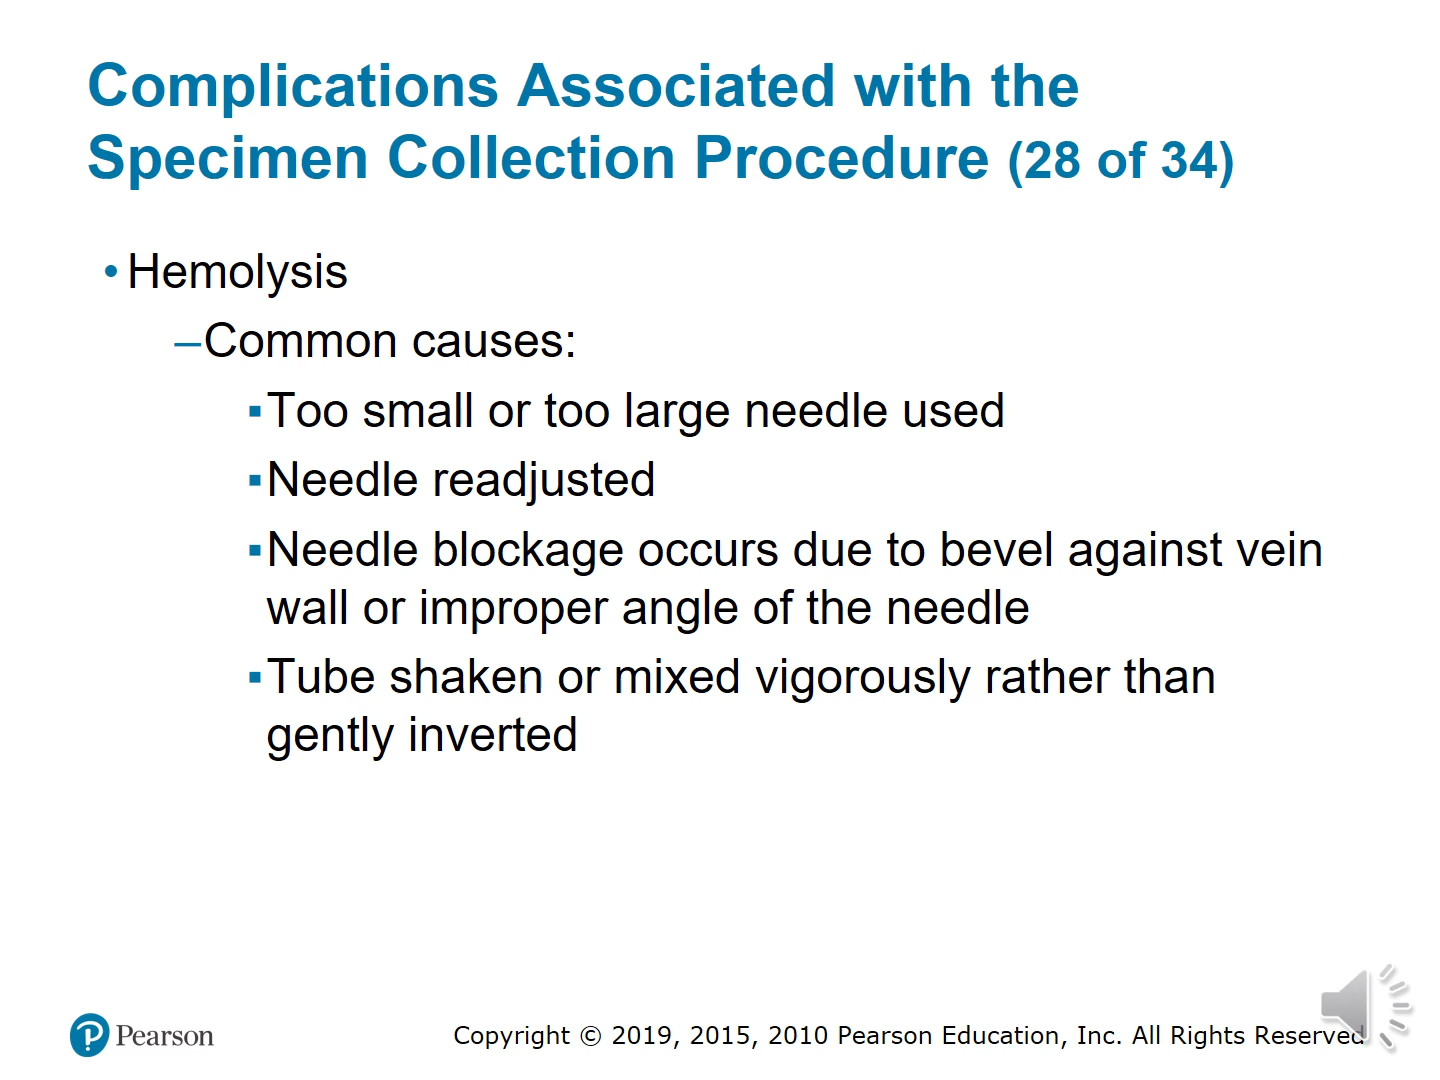 Complications Associated with the
Specimen Collection Procedure (28 of 34)
• Hemolysis
–Common causes:
▪Too small or too large needle used
▪Needle readjusted
▪Needle blockage occurs due to bevel against vein
wall or improper angle of the needle
▪Tube shaken or mixed vigorously rather than
gently inverted
Pearson
Copyright © 2019, 2015, 2010 Pearson Education, Inc. All Rights Reserved